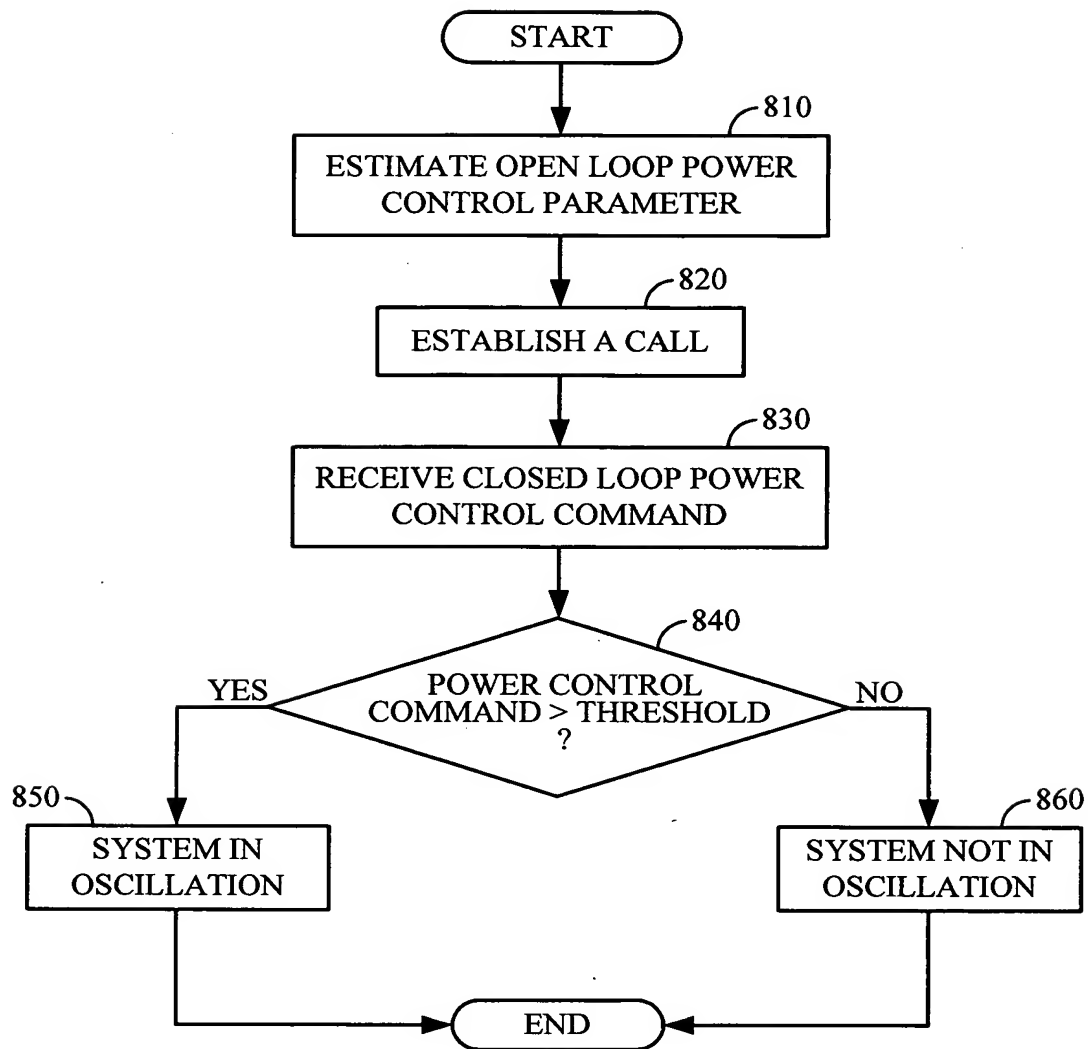 START
810
ESTIMATE OPEN LOOP POWER
CONTROL PARAMETER
820
ESTABLISH A CALL
830
RECEIVE CLOSED LOOP POWER
CONTROL COMMAND
840
POWER CONTROL
COMMAND > THRESHOLD
?
YES
NO
850
SYSTEM IN
OSCILLATION
860
SYSTEM NOT IN
OSCILLATION
END